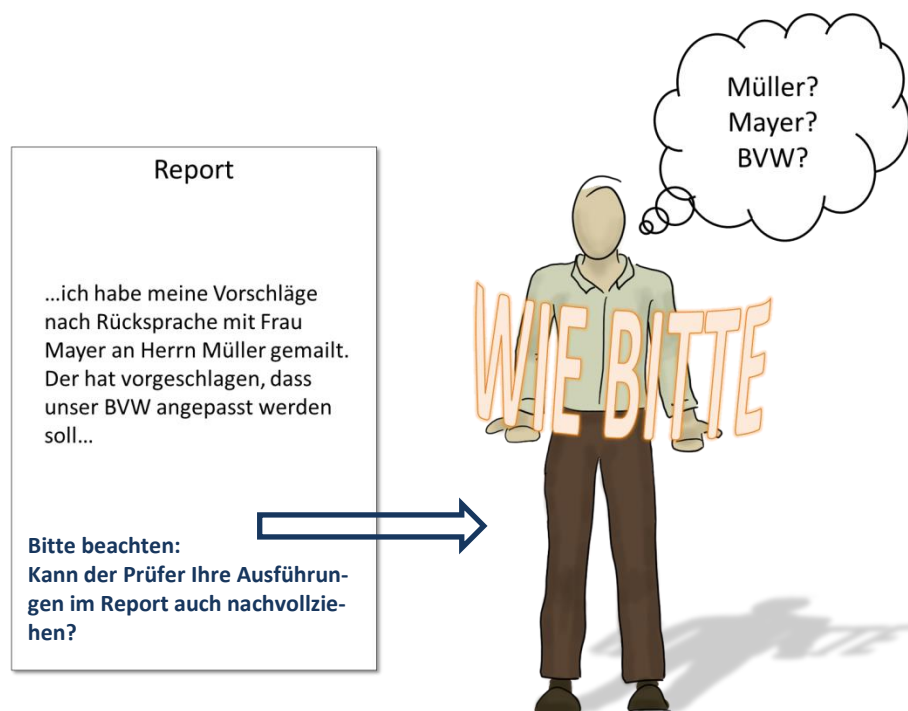 Report
...ich habe meine Vorschläge
nach Rücksprache mit Frau
Mayer an Herrn Müller gemailt.
Der hat vorgeschlagen, dass
unser BVW angepasst werden
soll...
Bitte beachten:
Kann der Prüfer Ihre Ausführun-
gen im Report auch nachvollzie-
hen?
Müller?
Mayer?
BVW?
WIE BITTE